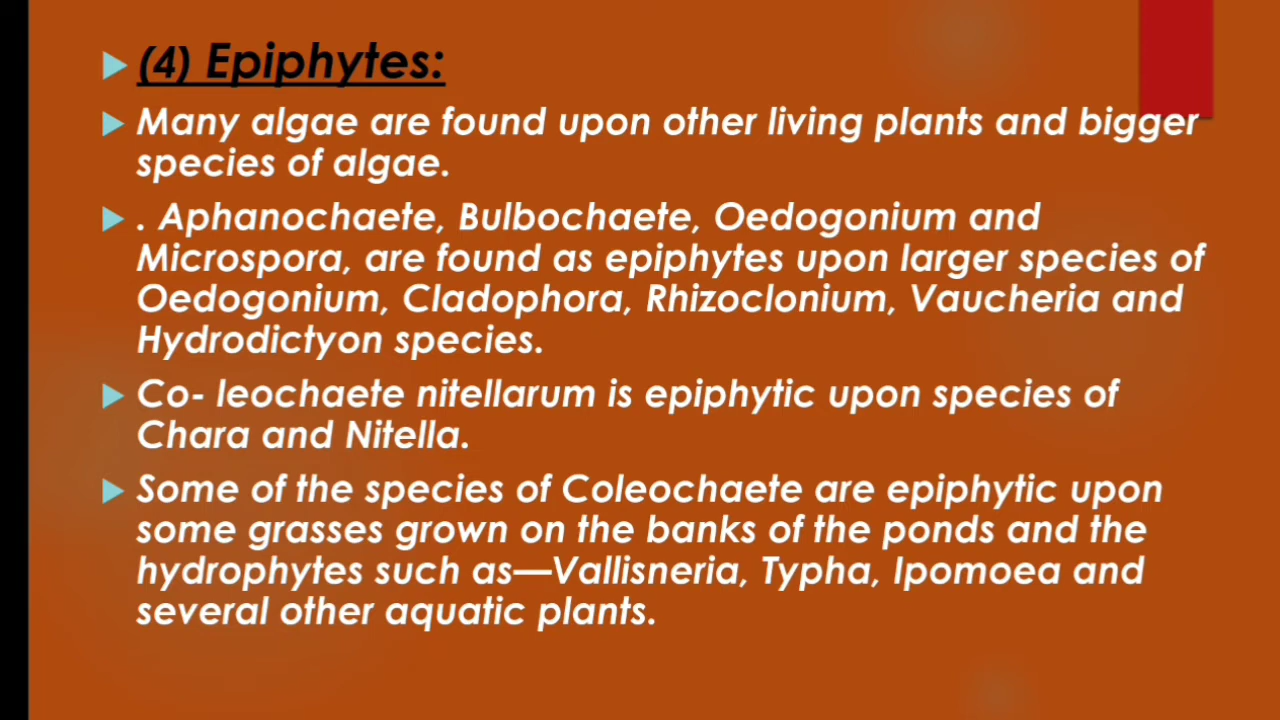 (4) Epiphytes:
Many algae are found upon other living plants and bigger
species of algae.
. Aphanochaete, Bulbochaete, Oedogonium and
Microspora, are found as epiphytes upon larger species of
Oedogonium, Cladophora, Rhizoclonium, Vaucheria and
Hydrodictyon species.
Co- leochaete nitellarum is epiphytic upon species of
Chara and Nitella.
Some of the species of Coleochaete are epiphytic upon
some grasses grown on the banks of the ponds and the
hydrophytes such as—Vallisneria, Typha, Ipomoea and
several other aquatic plants.